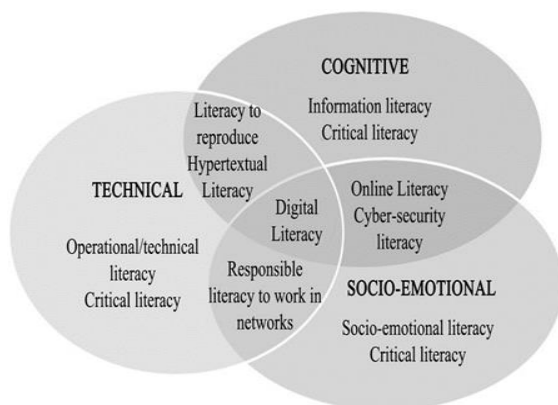 COGNITIVE
Information literacy
Critical literacy
Literacy to
reproduce
Hypertextual
Literacy
TECHNICAL
Operational/technical
literacy
Critical literacy
Digital
Literacy
Online Literacy
Cyber-security
literacy
Responsible
literacy to work in
networks
SOCIO-EMOTIONAL
Socio-emotional literacy
Critical literacy